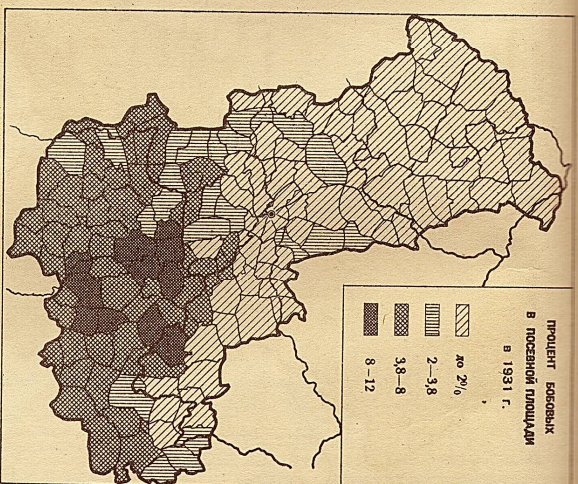 ПРОЦЕНТ БОБОВЫХ
В ПОСЕВНОЙ ПЛОЩАДИ
в 1931 г.
до 2%
2–3,8
3,8–8
8–12